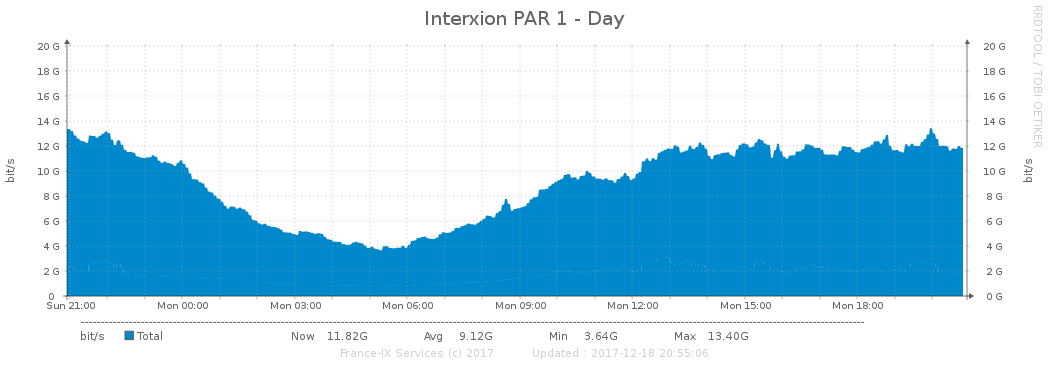 Interxion PAR 1 - Day
RRDTOOL / TOBI OETIKER
bit/s
20 G 20 G
18 G 18 G
16 G 16 G
14 G 14 G
12 G 12 G
10 G 10 G
8 G 8 G
6 G 6 G
4 G 4 G
2 G 2 G
0 0 G
bit/s
Sun 21:00 Mon 00:00 Mon 03:00 Mon 06:00 Mon 09:00 Mon 12:00 Mon 15:00 Mon 18:00
bit/s Total Now 11.82G Avg 9.12G Min 3.64G Max 13.40G
France-IX Services (c) 2017 Updated : 2017-12-18 20:55:06